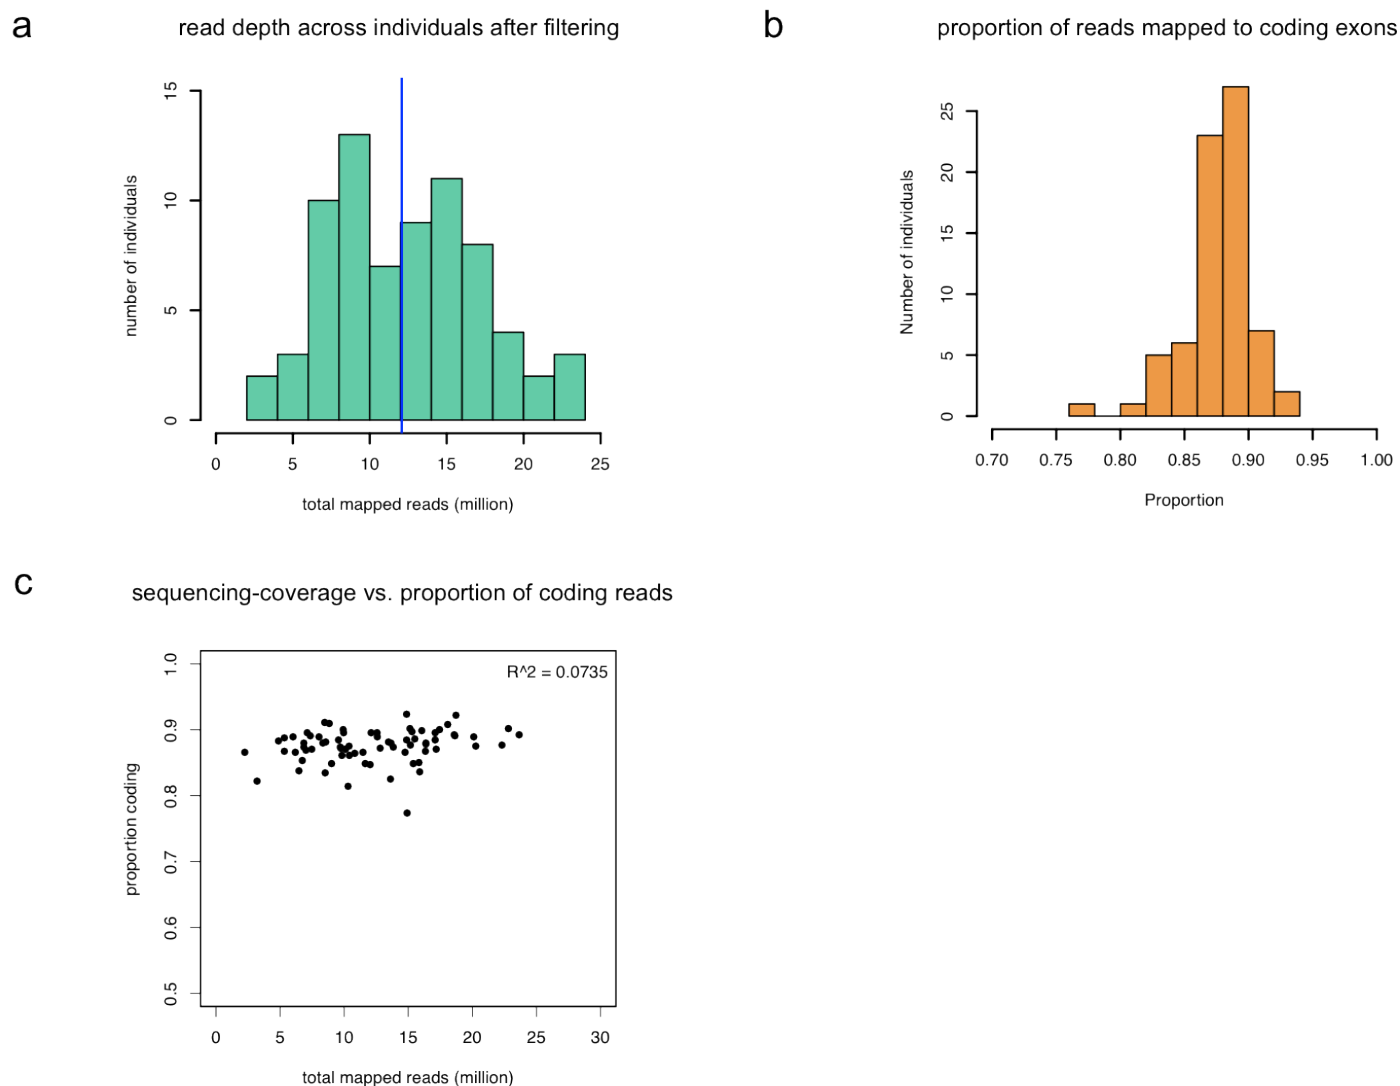 a
read depth across individuals after filtering
number of individuals
0
5
10
15
0 5 10 15 20 25
total mapped reads (million)
b
proportion of reads mapped to coding exons
Number of individuals
0
5
10
15
20
25
0.70 0.75 0.80 0.85 0.90 0.95 1.00
Proportion
c
sequencing-coverage vs. proportion of coding reads
R^2 = 0.0735
proportion coding
0.5
0.6
0.7
0.8
0.9
1.0
0 5 10 15 20 25 30
total mapped reads (million)